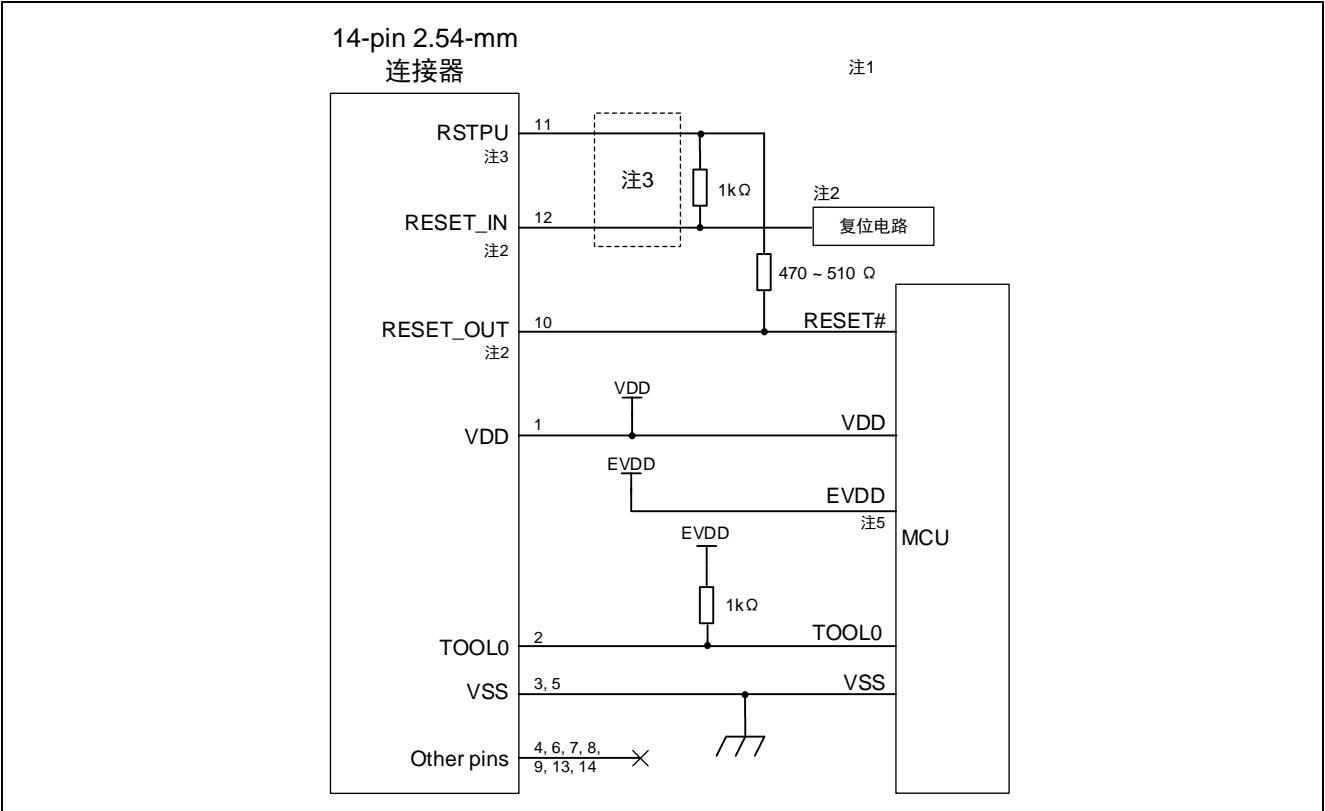 14-pin 2.54-mm
连接器
注1
RSTPU
注3
11
注3
1kΩ
注2
复位电路
RESET_IN
注2
12
470 ~ 510 Ω
RESET_OUT
注2
10
RESET#
VDD
VDD
1
VDD
EVDD
EVDD
注5
MCU
EVDD
1kΩ
TOOL0
2
TOOL0
VSS
3, 5
VSS
Other pins
4, 6, 7, 8,
9, 13, 14